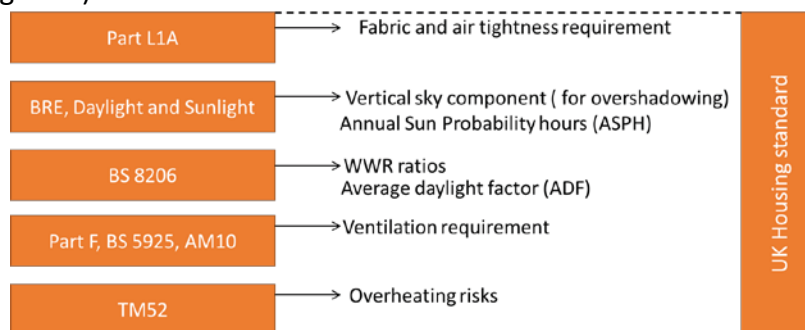 Part L1A
Fabric and air tightness requirement
BRE, Daylight and Sunlight
Vertical sky component ( for overshadowing)
Annual Sun Probability hours (ASPH)
BS 8206
WWR ratios
Average daylight factor (ADF)
Part F, BS 5925, AM10
Ventilation requirement
TM52
Overheating risks
UK Housing standard